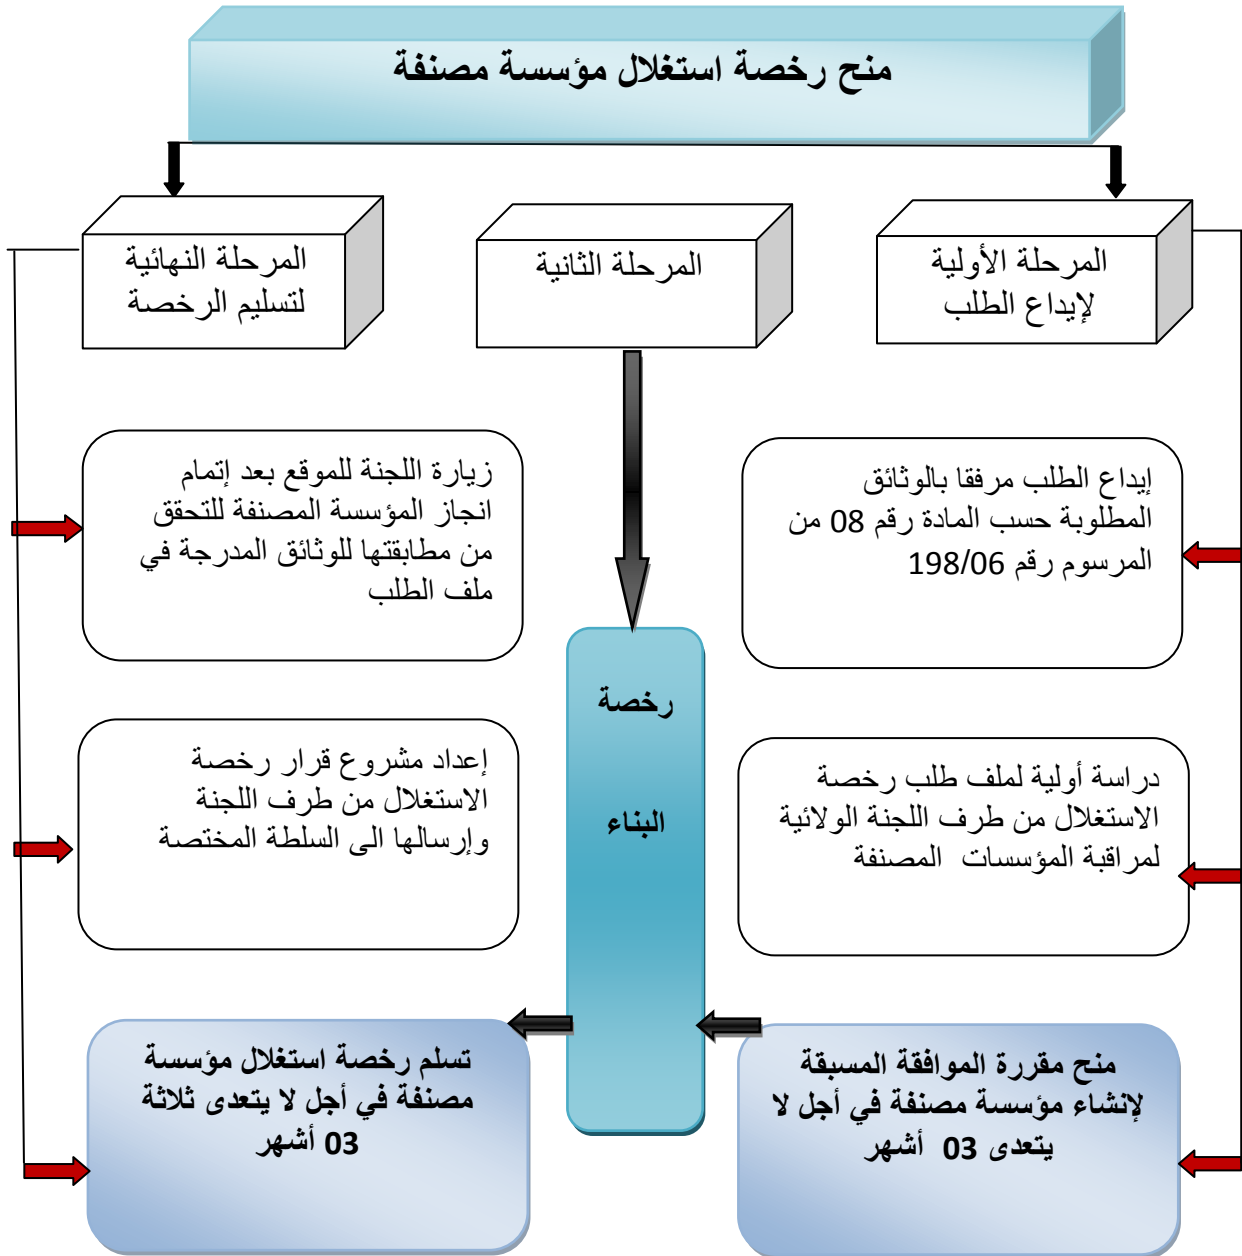 منح رخصة استغلال مؤسسة مصنفة
المرحلة الأولية
لإيداع الطلب
المرحلة الثانية
المرحلة النهائية
لتسليم الرخصة
إيداع الطلب مرفقا بالوثائق
المطلوبة حسب المادة رقم 08 من
المرسوم رقم 198/06
دراسة أولية لملف طلب رخصة
الاستغلال من طرف اللجنة الولائية
لمراقبة المؤسسات المصنفة
منح مقررة الموافقة المسبقة
لإنشاء مؤسسة مصنفة في أجل لا
يتعدى 03 أشهر
رخصة
البناء
زيارة اللجنة للموقع بعد إتمام
انجاز المؤسسة المصنفة للتحقق
من مطابقتها للوثائق المدرجة في
ملف الطلب
إعداد مشروع قرار رخصة
الاستغلال من طرف اللجنة
وإرسالها الى السلطة المختصة
تسلم رخصة استغلال مؤسسة
مصنفة في أجل لا يتعدى ثلاثة
03 أشهر